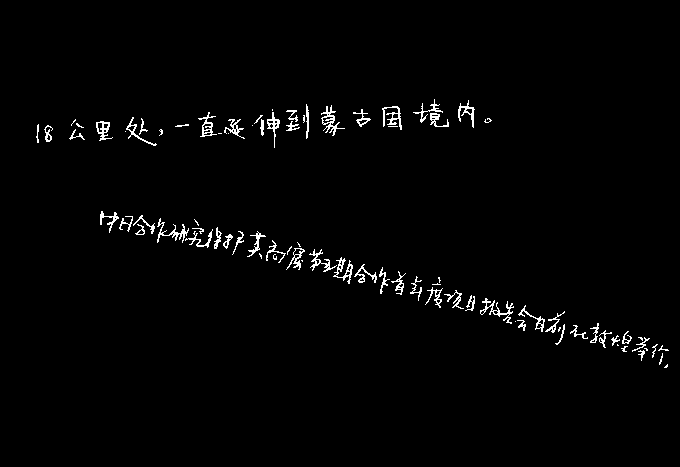 18公里处,一直延伸到蒙古国境内。
中日合作研究保护莫高窟第五期合作首年度项目报告会日前在敦煌举行,